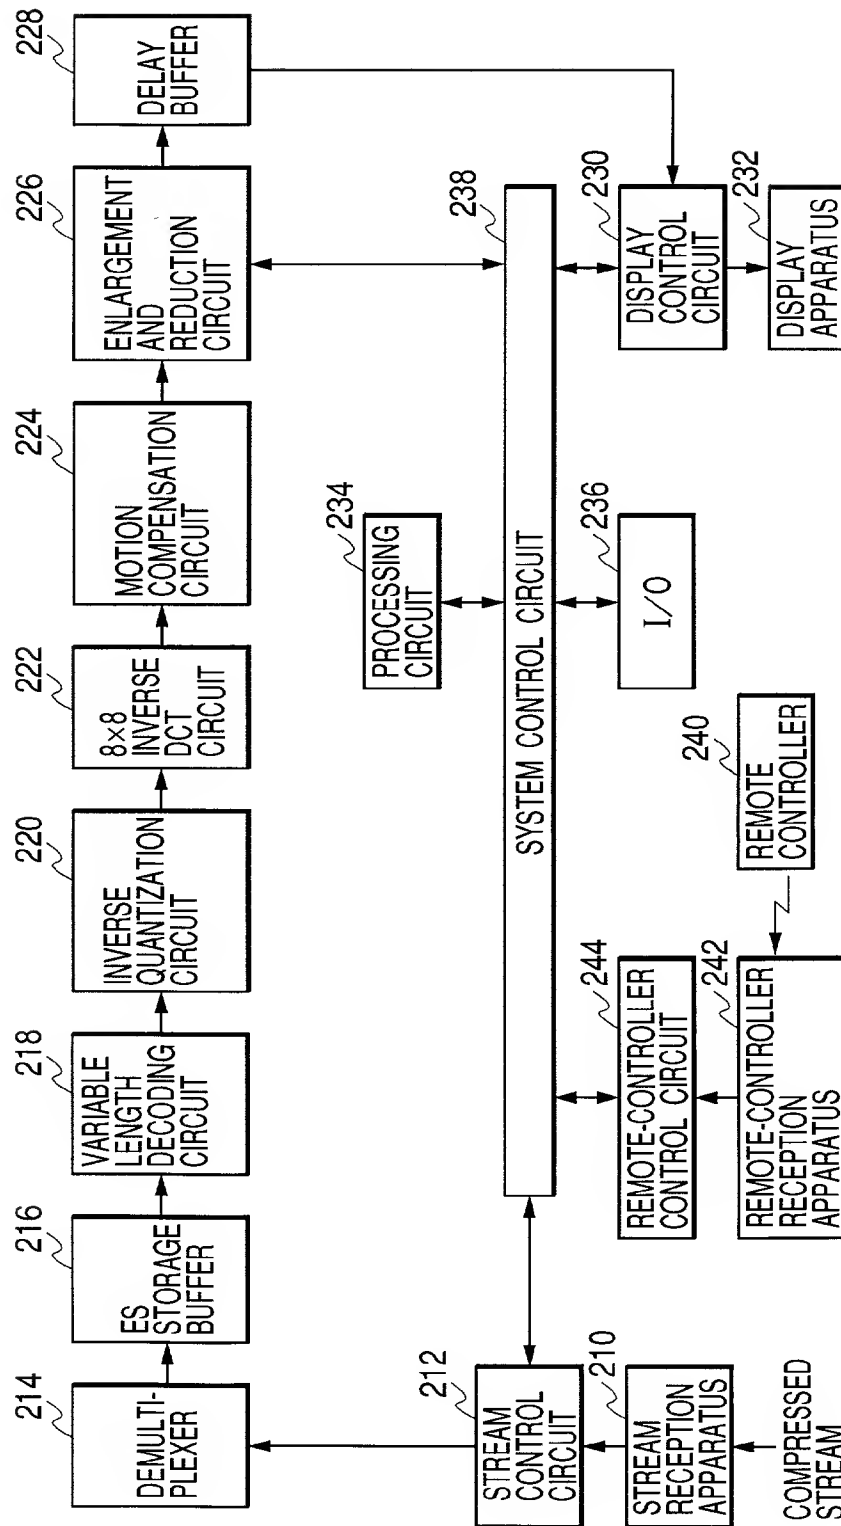 214
DEMULTI-
PLEXER
216
ES
STORAGE
BUFFER
218
VARIABLE
LENGTH
DECODING
CIRCUIT
220
INVERSE
QUANTIZATION
CIRCUIT
222
8×8
INVERSE
DCT
CIRCUIT
224
MOTION
COMPENSATION
CIRCUIT
226
ENLARGEMENT
AND
REDUCTION
CIRCUIT
228
DELAY
BUFFER
234
PROCESSING
CIRCUIT
238
SYSTEM CONTROL CIRCUIT
212
STREAM
CONTROL
CIRCUIT
210
STREAM
RECEPTION
APPARATUS
COMPRESSED
STREAM
244
REMOTE-CONTROLLER
CONTROL CIRCUIT
242
REMOTE-CONTROLLER
RECEPTION
APPARATUS
240
REMOTE
CONTROLLER
236
I/O
230
DISPLAY
CONTROL
CIRCUIT
232
DISPLAY
APPARATUS